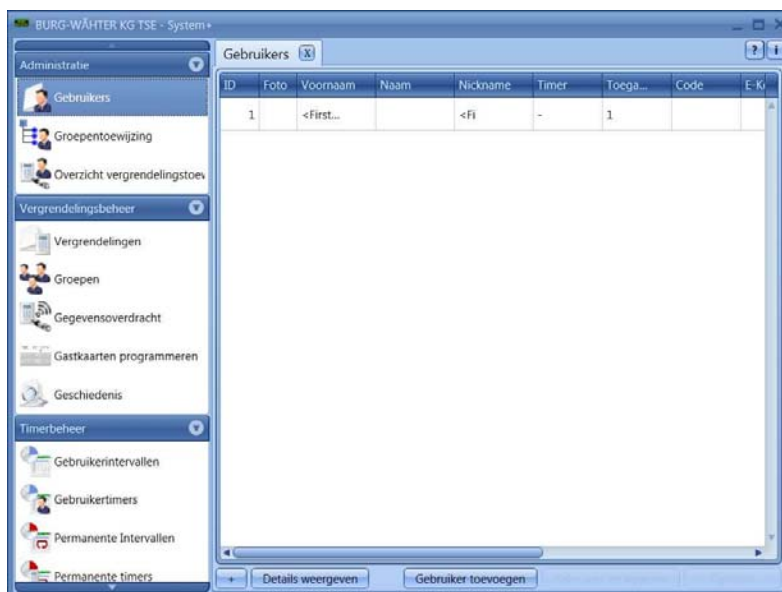 BURG-WÄHTER KG TSE - System+
Administratie
Gebruikers
Groepentoewijzing
Overzicht vergrendelingstoev
Vergrendelingsbeheer
Vergrendelingen
Groepen
Gegevensoverdracht
Gastkaarten programmeren
Geschiedenis
Timerbeheer
Gebruikerintervallen
Gebruikertimers
Permanente Intervallen
Permanente timers
Gebruikers X
? i
ID Foto Voornaam Naam Nickname Timer Toega... Code E-K
1 <First... <Fi - 1
+ Details weergeven Gebruiker toevoegen